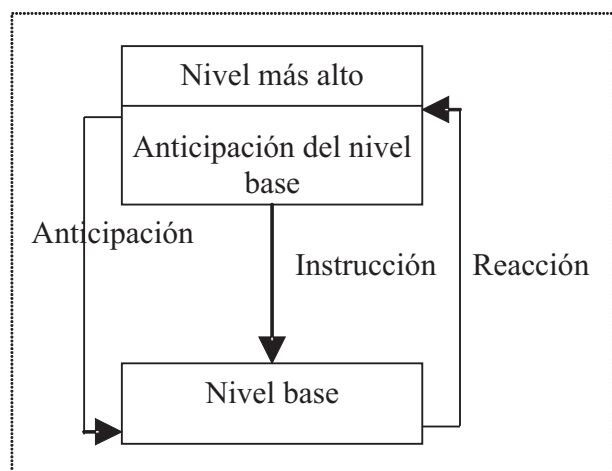 Nivel más alto
Anticipación del nivel
base
Anticipación
Instrucción
Reacción
Nivel base